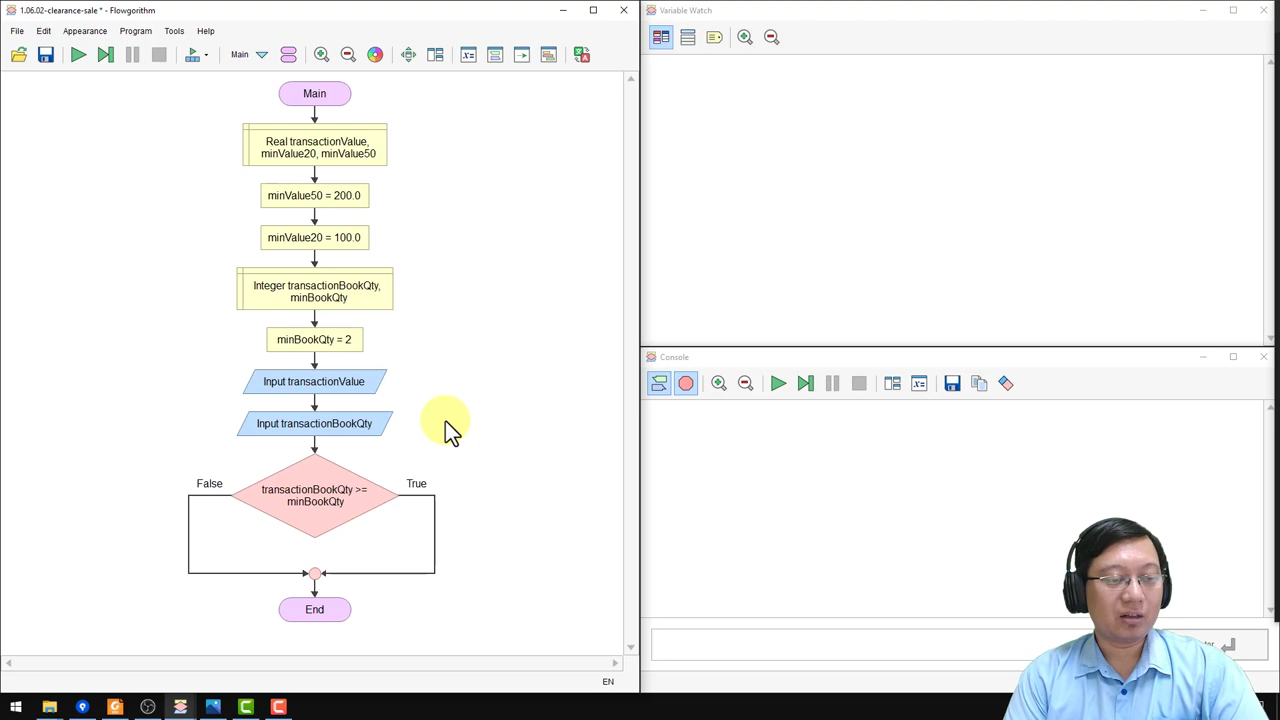 1.06.02-clearance-sale * - Flowgorithm
File Edit Appearance Program Tools Help
Main
Main
Real transactionValue,
minValue20, minValue50
minValue50 = 200.0
minValue20 = 100.0
Integer transactionBookQty,
minBookQty
minBookQty = 2
Input transactionValue
Input transactionBookQty
False
True
transactionBookQty >=
minBookQty
End
EN
Variable Watch
Console